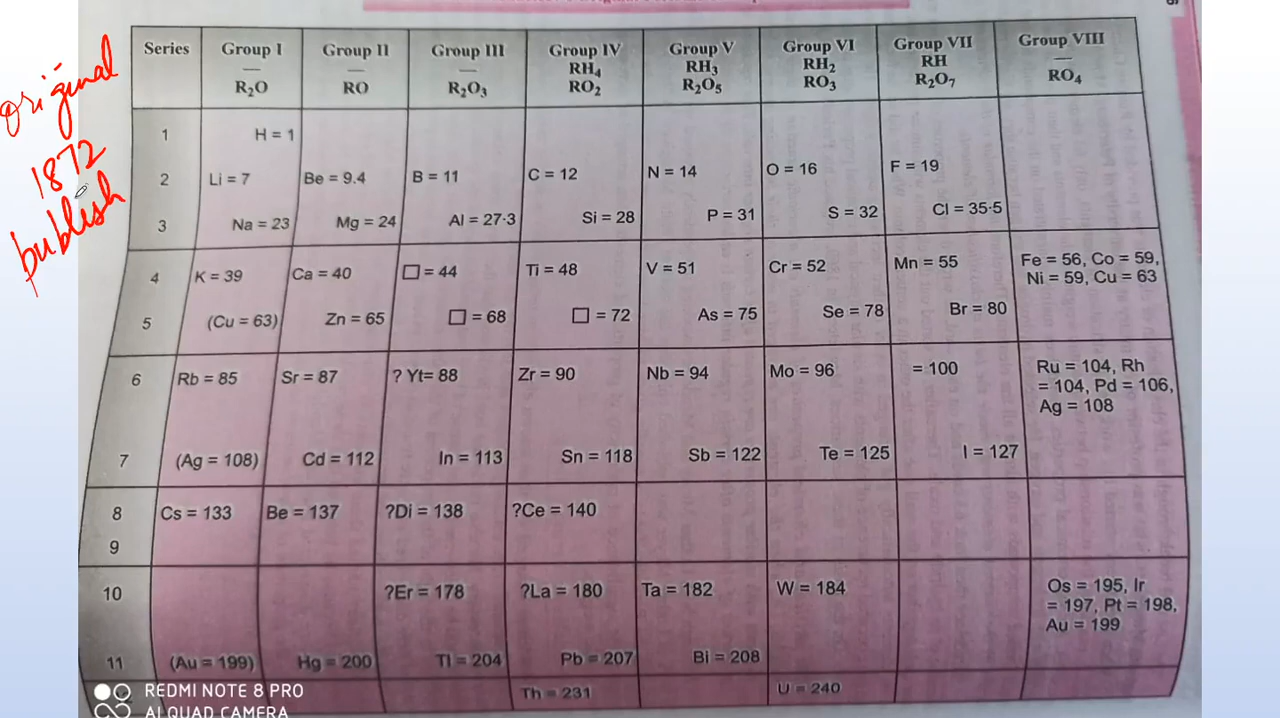 original
1872
publish
Series Group I Group II Group III Group IV Group V Group VI Group VII Group VIII
— — — RH₄ RH₃ RH₂ RH —
R₂O RO R₂O₃ RO₂ R₂O₅ RO₃ R₂O₇ RO₄
1 H = 1
2 Li = 7 Be = 9.4 B = 11 C = 12 N = 14 O = 16 F = 19
3 Na = 23 Mg = 24 Al = 27·3 Si = 28 P = 31 S = 32 Cl = 35·5
4 K = 39 Ca = 40 □ = 44 Ti = 48 V = 51 Cr = 52 Mn = 55 Fe = 56, Co = 59,
Ni = 59, Cu = 63
5 (Cu = 63) Zn = 65 □ = 68 □ = 72 As = 75 Se = 78 Br = 80
6 Rb = 85 Sr = 87 ? Yt= 88 Zr = 90 Nb = 94 Mo = 96 = 100 Ru = 104, Rh
= 104, Pd = 106,
Ag = 108
7 (Ag = 108) Cd = 112 In = 113 Sn = 118 Sb = 122 Te = 125 I = 127
8 Cs = 133 Be = 137 ?Di = 138 ?Ce = 140
9
10 ?Er = 178 ?La = 180 Ta = 182 W = 184 Os = 195, Ir
= 197, Pt = 198,
Au = 199
11 (Au = 199) Hg = 200 Tl = 204 Pb = 207 Bi = 208
Th = 231 U = 240
REDMI NOTE 8 PRO
AI QUAD CAMERA